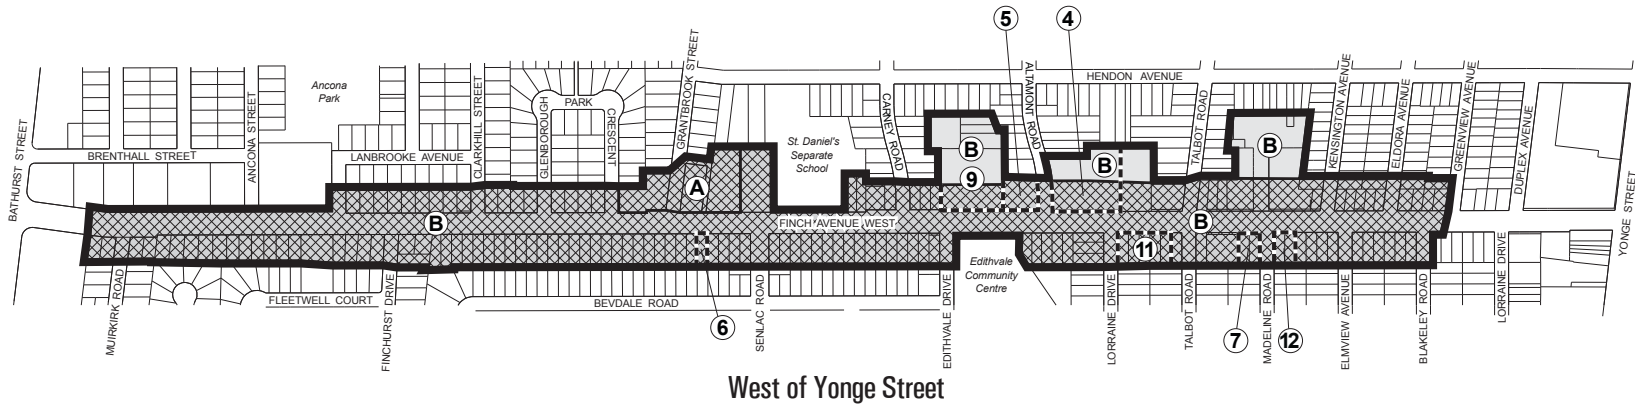 5
4
HENDON AVENUE
Ancona
Park
PARK
GLENBOROUGH
CRESCENT
GRANTBROOK STREET
CLARKHILL STREET
ANCONA STREET
BATHURST STREET
BRENTHALL STREET
LANBROOKE AVENUE
St. Daniel's
Separate
School
CARNEY ROAD
ALTAMONT ROAD
TALBOT ROAD
KENSINGTON AVENUE
ELDORA AVENUE
GREENVIEW AVENUE
DUPLEX AVENUE
YONGE STREET
B
B
B
A
9
B
FINCH AVENUE WEST
B
11
Edithvale
Community
Centre
MUIRKIRK ROAD
FLEETWELL COURT
FINCHURST DRIVE
BEVDALE ROAD
6
SENLAC ROAD
EDITHVALE DRIVE
LORRAINE DRIVE
TALBOT ROAD
7
MADELINE ROAD
12
ELMVIEW AVENUE
BLAKELEY ROAD
LORRAINE DRIVE
West of Yonge Street